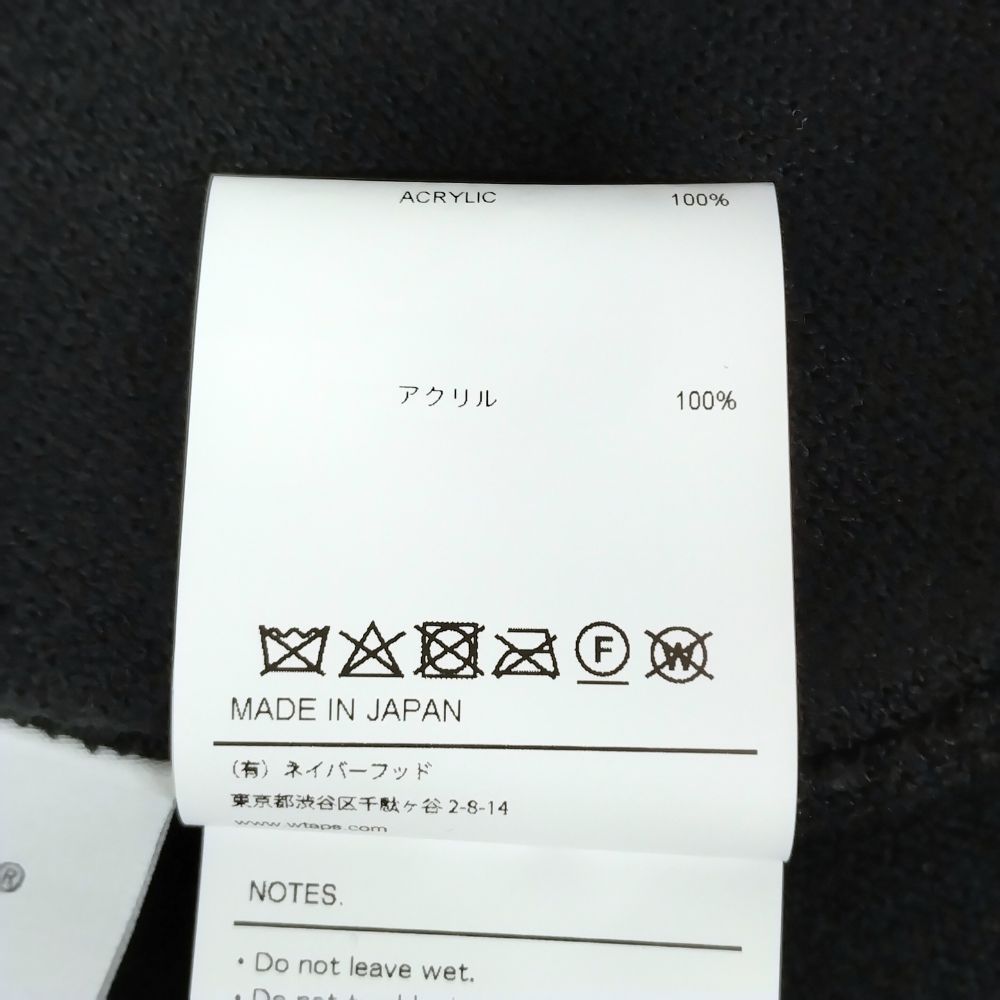 ACRYLIC 100%
アクリル 100%
F W
MADE IN JAPAN
(有) ネイバーフッド
東京都渋谷区千駄ヶ谷 2-8-14
www.wtaps.com
®
NOTES.
・Do not leave wet.
・Do not